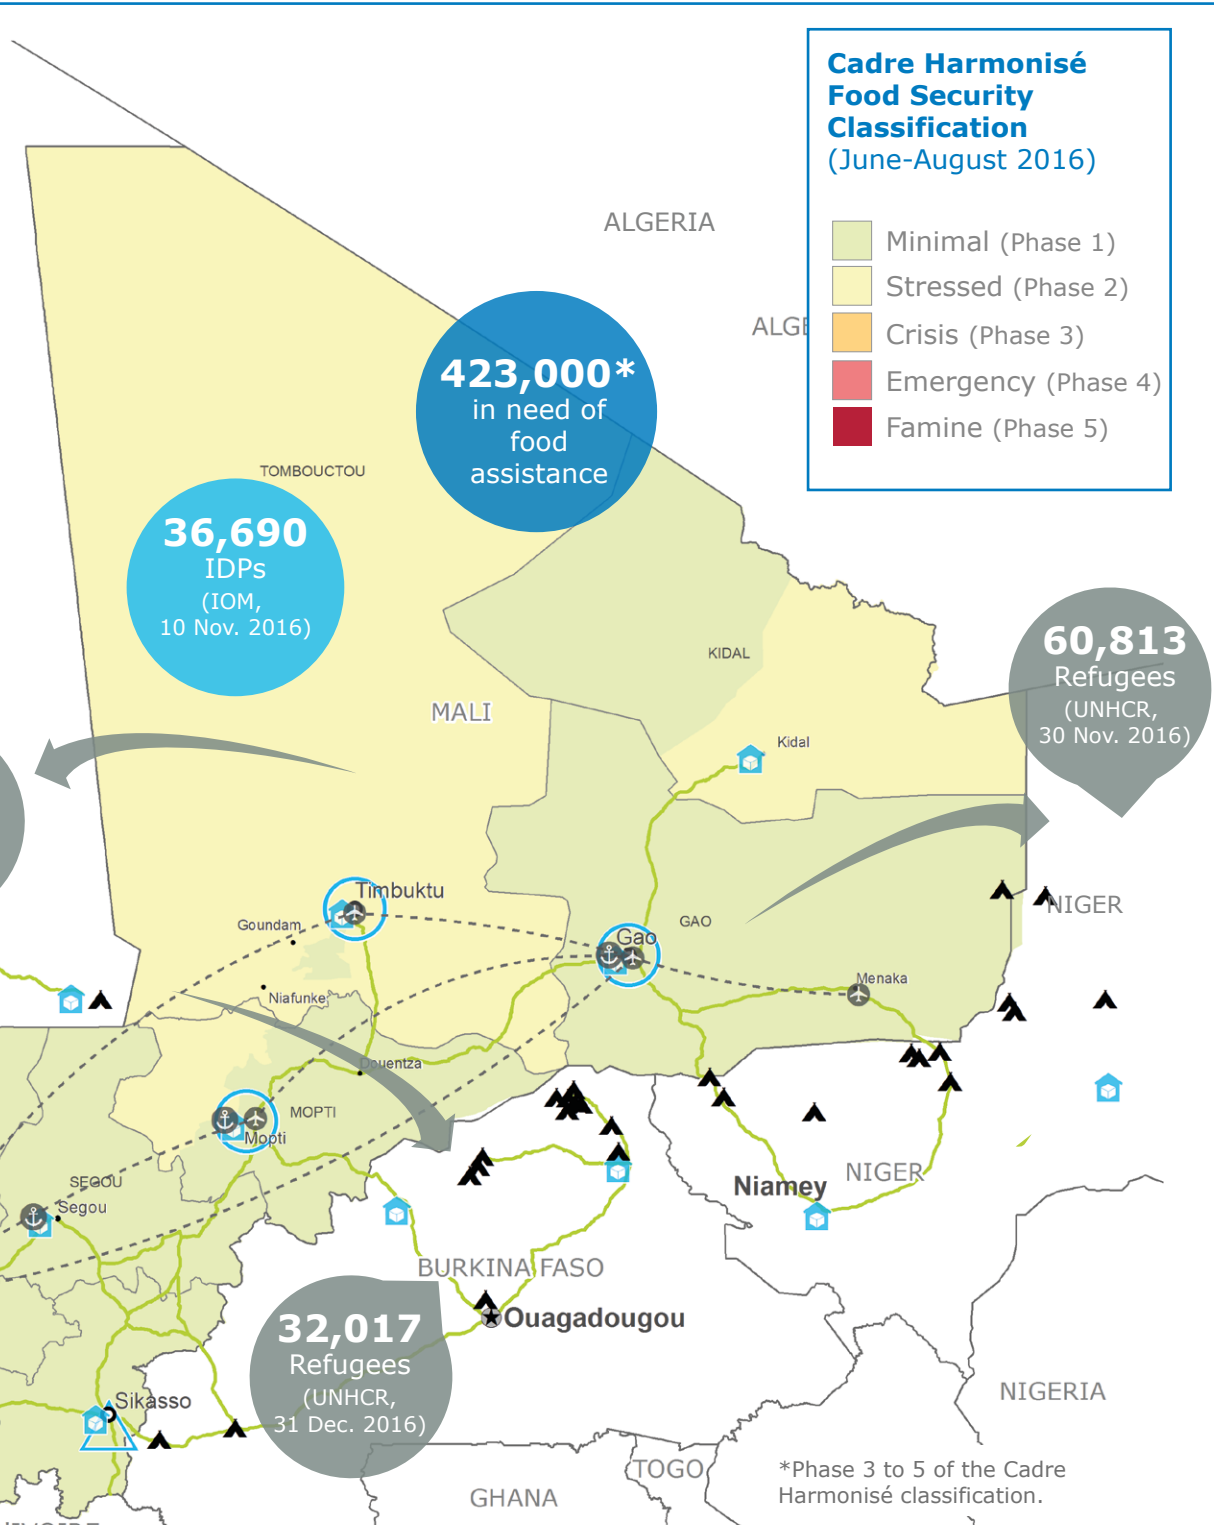 Cadre Harmonisé
Food Security
Classification
(June-August 2016)
Minimal (Phase 1)
Stressed (Phase 2)
Crisis (Phase 3)
Emergency (Phase 4)
Famine (Phase 5)
ALGERIA
423,000*
in need of
food
assistance
TOMBOUCTOU
36,690
IDPs
(IOM,
10 Nov. 2016)
60,813
Refugees
(UNHCR,
30 Nov. 2016)
KIDAL
MALI
Kidal
Timbuktu
Goundam
Niafunke
GAO
Gao
Menaka
NIGER
Douentza
MOPTI
Mopti
SEGOU
Segou
NIGER
Niamey
BURKINA FASO
Ouagadougou
32,017
Refugees
(UNHCR,
31 Dec. 2016)
Sikasso
NIGERIA
TOGO
GHANA
*Phase 3 to 5 of the Cadre
Harmonisé classification.